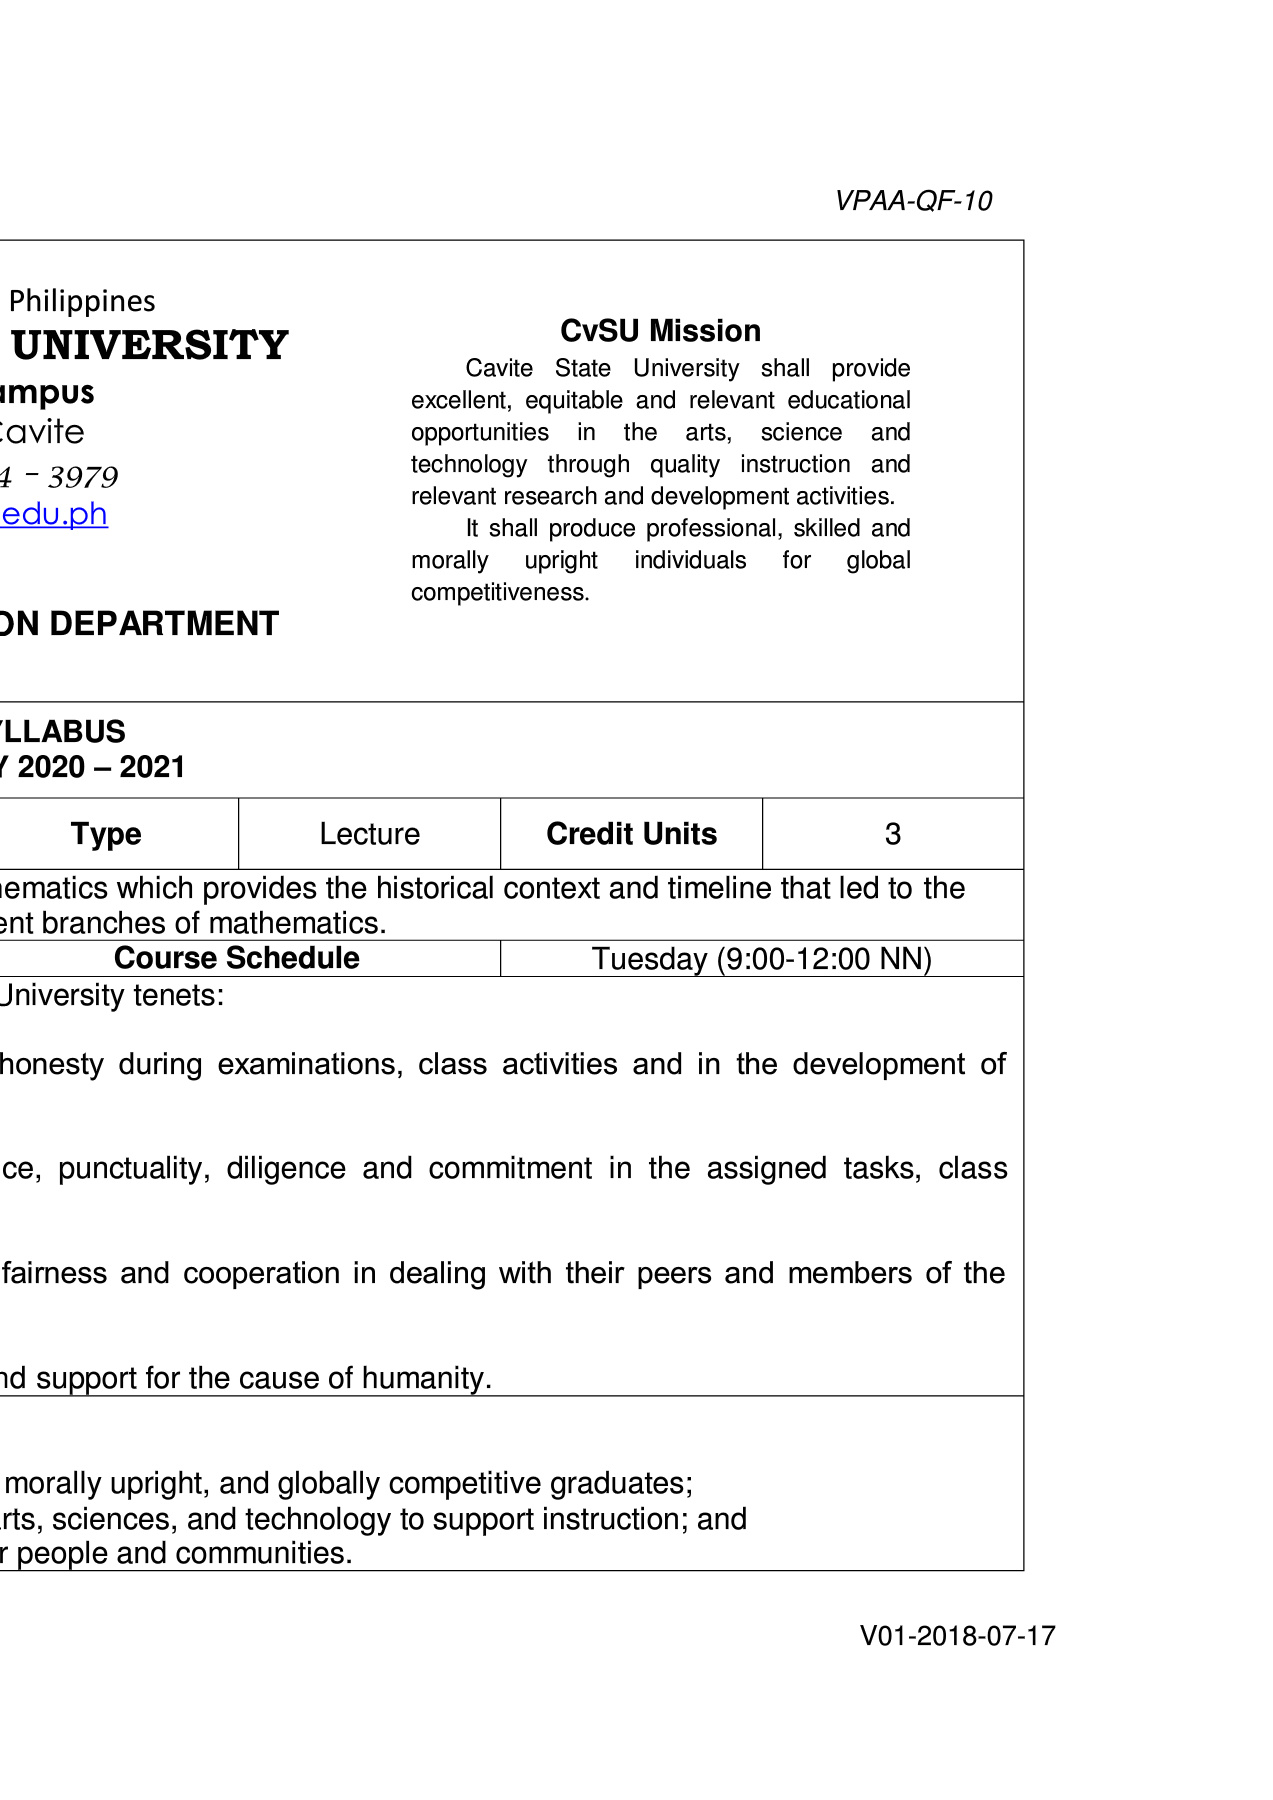 VPAA-QF-10
Philippines
UNIVERSITY
ampus
Cavite
4 – 3979
edu.ph
ON DEPARTMENT
CvSU Mission
Cavite State University shall provide
excellent, equitable and relevant educational
opportunities in the arts, science and
technology through quality instruction and
relevant research and development activities.
It shall produce professional, skilled and
morally upright individuals for global
competitiveness.
YLLABUS
Y 2020 – 2021
Type Lecture Credit Units 3
ematics which provides the historical context and timeline that led to the
ent branches of mathematics.
Course Schedule Tuesday (9:00-12:00 NN)
University tenets:
honesty during examinations, class activities and in the development of
ce, punctuality, diligence and commitment in the assigned tasks, class
fairness and cooperation in dealing with their peers and members of the
nd support for the cause of humanity.
morally upright, and globally competitive graduates;
rts, sciences, and technology to support instruction; and
r people and communities.
V01-2018-07-17